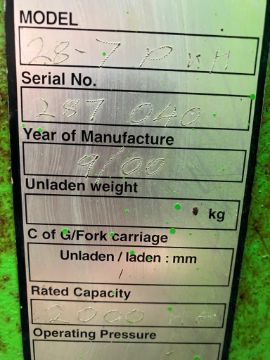 MODEL
28-7 P
Serial No.
287 040
Year of Manufacture
9/00
Unladen weight
kg
C of G/Fork carriage
Unladen / laden : mm
/
Rated Capacity
2000
Operating Pressure